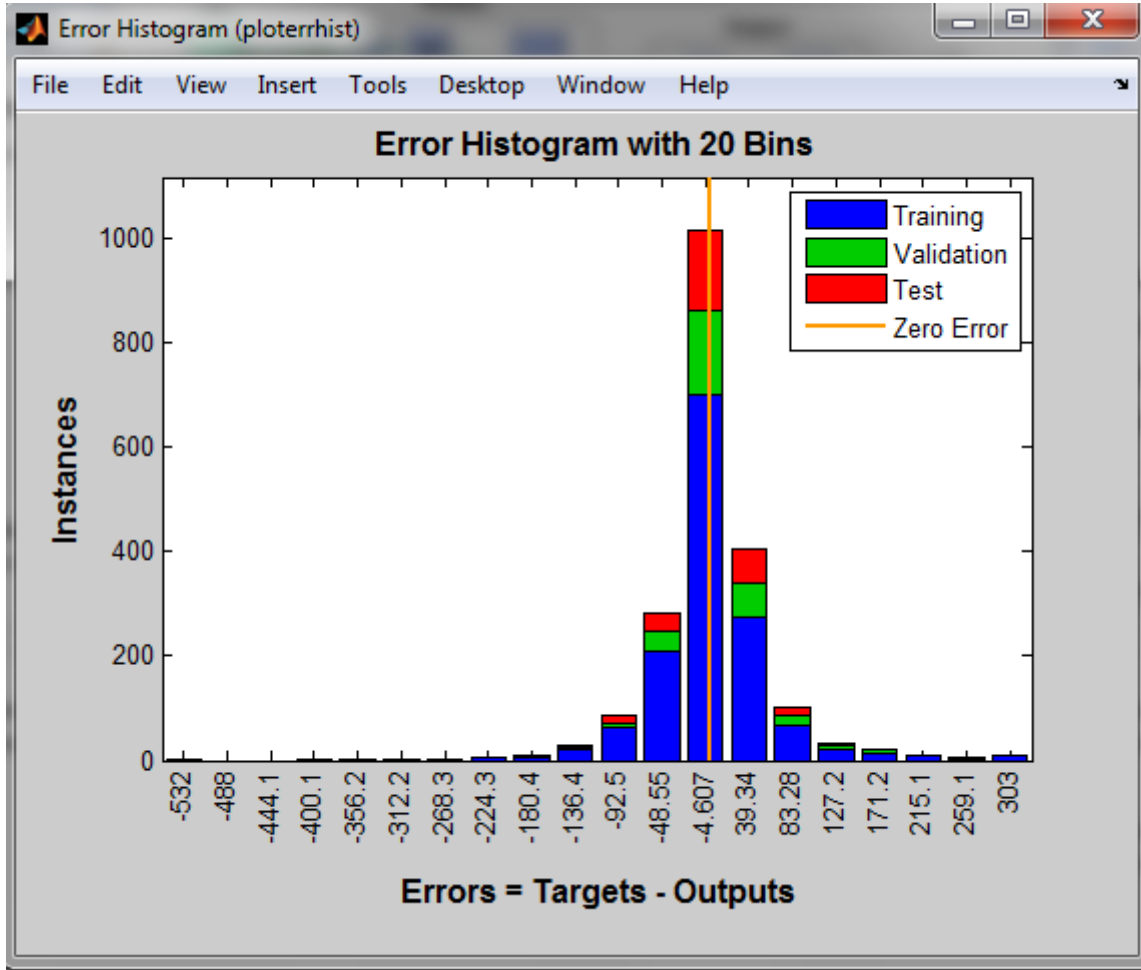 Error Histogram (ploterrhist)
File Edit View Insert Tools Desktop Window Help
Error Histogram with 20 Bins
Training
Validation
Test
Zero Error
1000
800
600
400
200
0
Instances
-532 -488 -444.1 -400.1 -356.2 -312.2 -268.3 -224.3 -180.4 -136.4 -92.5 -48.55 -4.607 39.34 83.28 127.2 171.2 215.1 259.1 303
Errors = Targets - Outputs